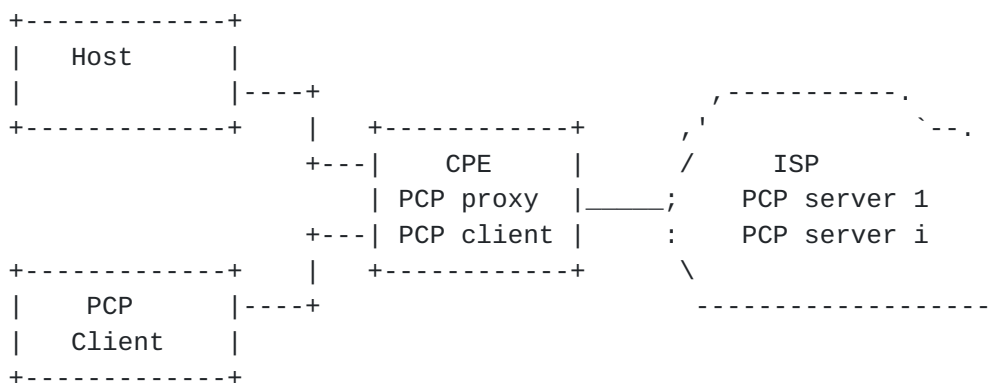 Host
CPE ISP
PCP proxy PCP server 1
PCP client PCP server i
PCP
Client